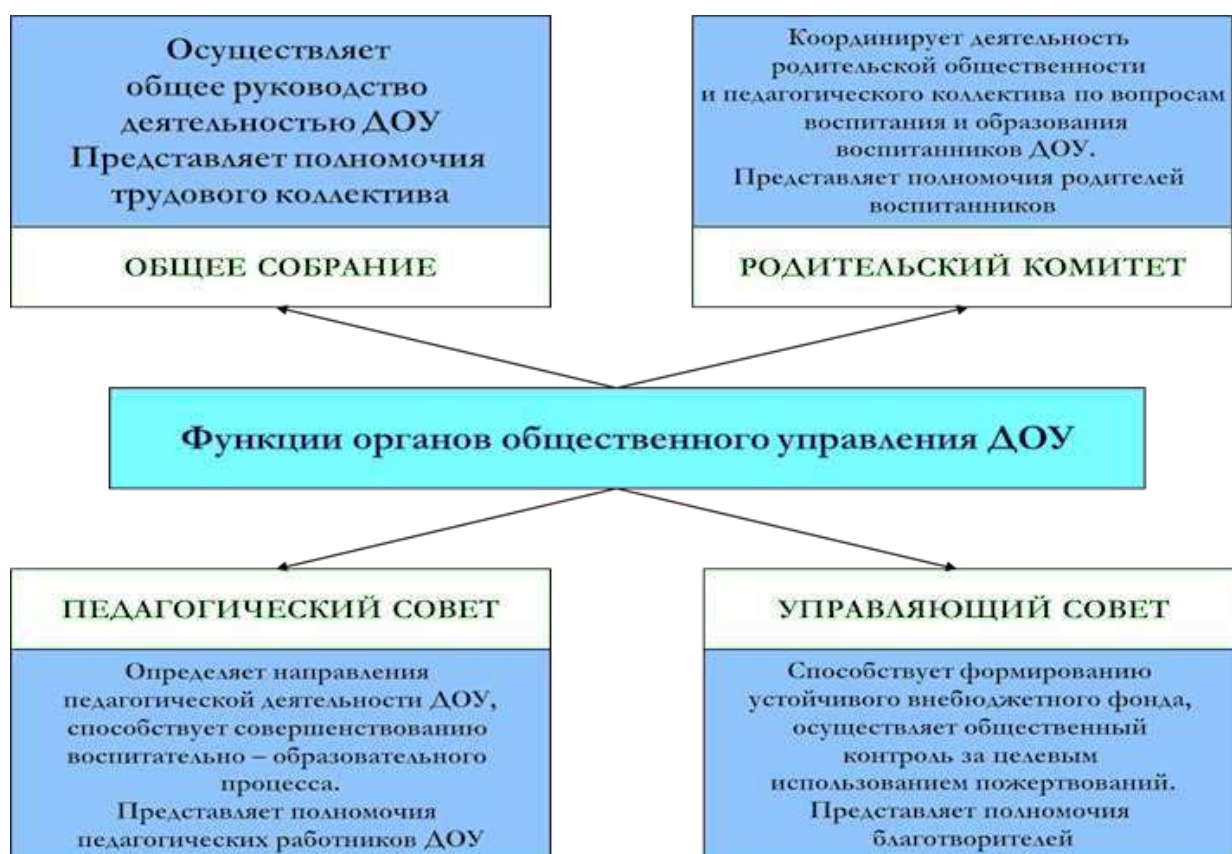 Осуществляет
общее руководство
деятельностью ДОУ
Представляет полномочия
трудового коллектива
ОБЩЕЕ СОБРАНИЕ
Координирует деятельность
родительской общественности
и педагогического коллектива по вопросам
воспитания и образования
воспитанников ДОУ.
Представляет полномочия родителей
воспитанников
РОДИТЕЛЬСКИЙ КОМИТЕТ
Функции органов общественного управления ДОУ
ПЕДАГОГИЧЕСКИЙ СОВЕТ
Определяет направления
педагогической деятельности ДОУ,
способствует совершенствованию
воспитательно – образовательного
процесса.
Представляет полномочия
педагогических работников ДОУ
УПРАВЛЯЮЩИЙ СОВЕТ
Способствует формированию
устойчивого внебюджетного фонда,
осуществляет общественный
контроль за целевым
использованием пожертвований.
Представляет полномочия
благотворителей